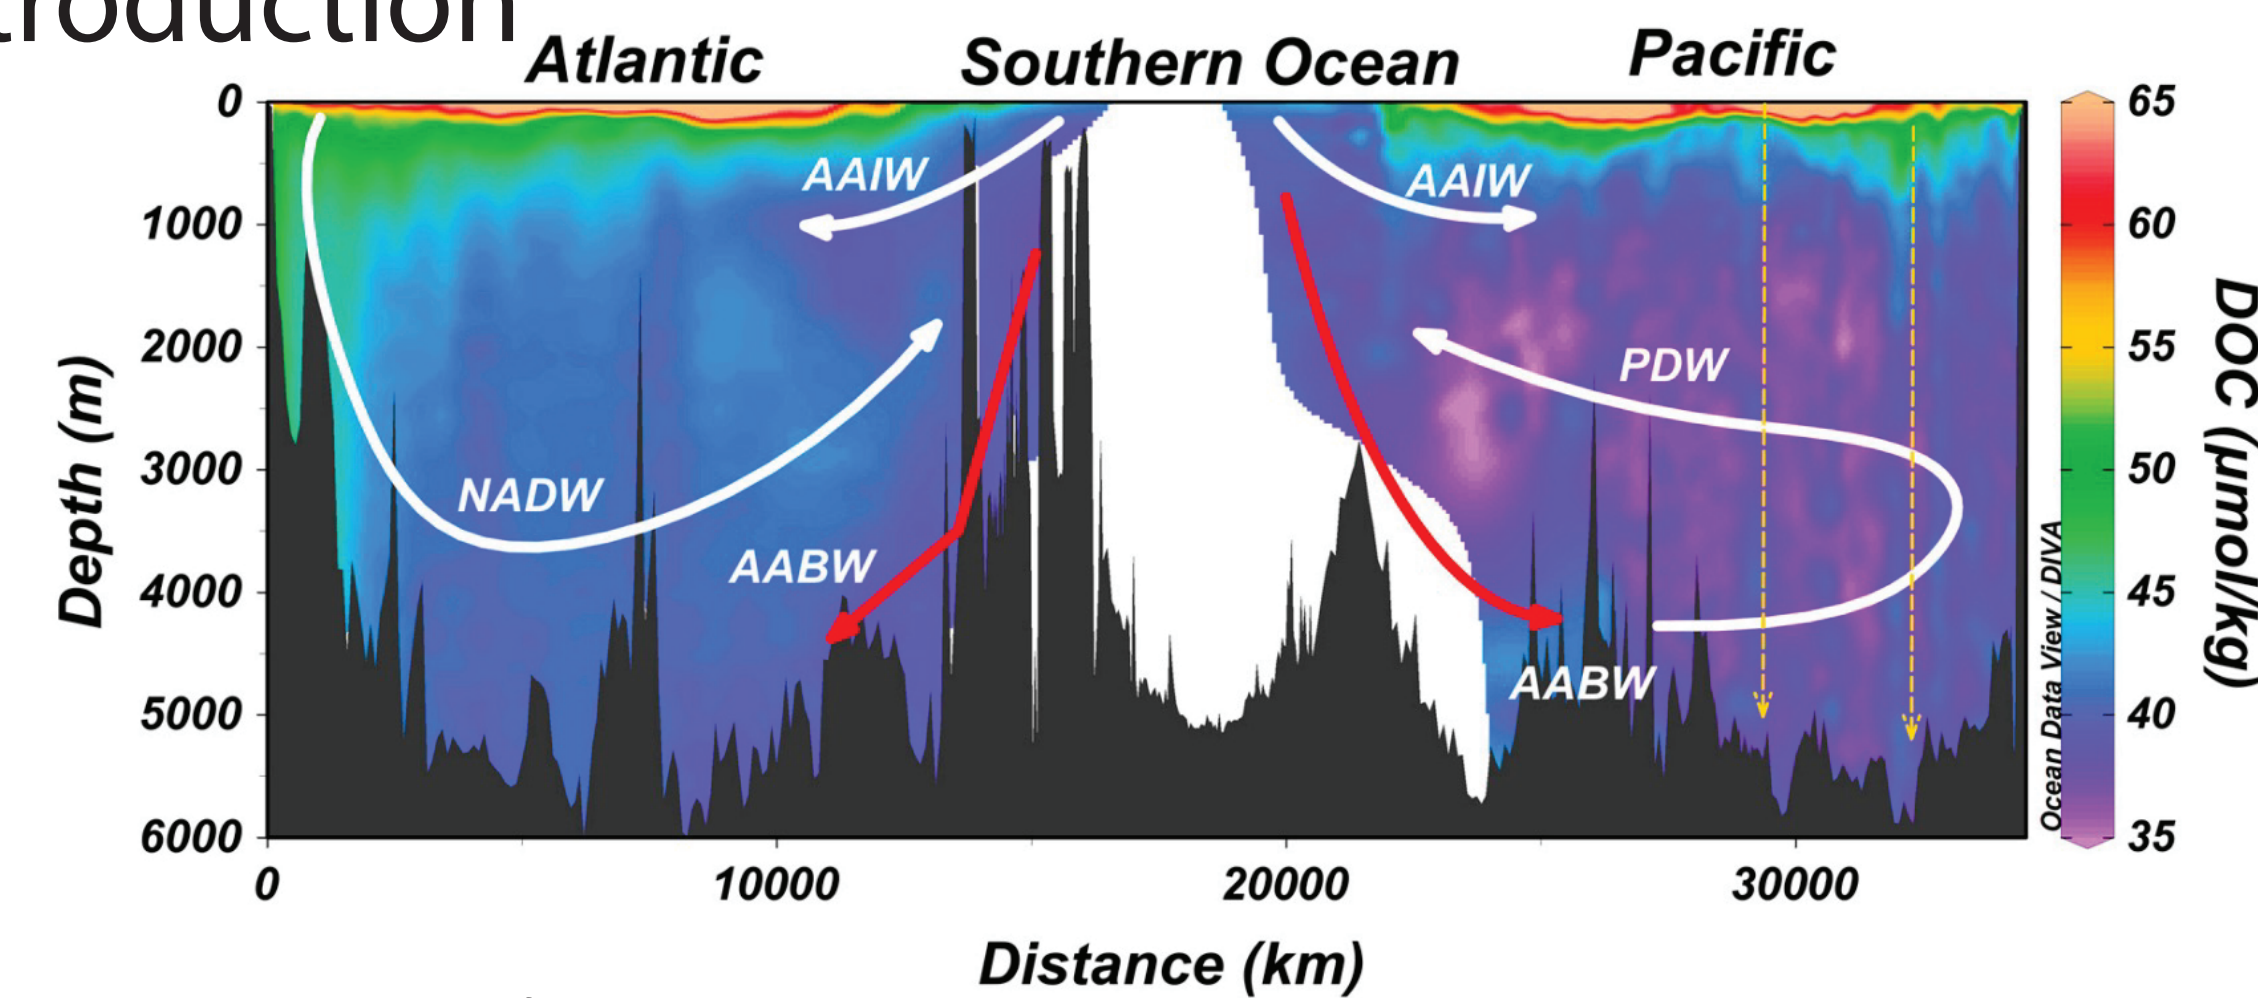 troduction
Atlantic Southern Ocean Pacific
0
1000
2000
3000
4000
5000
6000
Depth (m)
AAIW
NADW
AABW
AAIW
PDW
AABW
0 10000 20000 30000
Distance (km)
Ocean Data View / DIVA
65
60
55
50
45
40
35
DOC (μmol/kg)